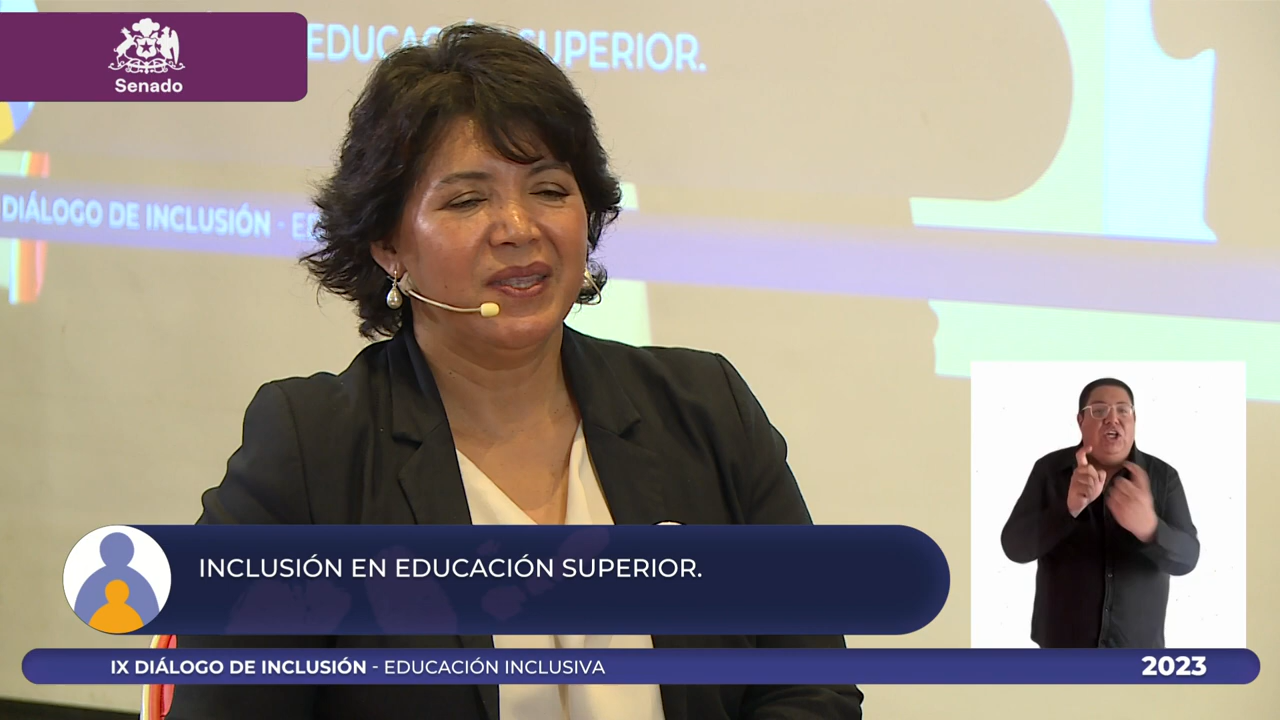 Senado
EDUCACIÓN SUPERIOR.
DIÁLOGO DE INCLUSIÓN -
INCLUSIÓN EN EDUCACIÓN SUPERIOR.
IX DIÁLOGO DE INCLUSIÓN - EDUCACIÓN INCLUSIVA
2023